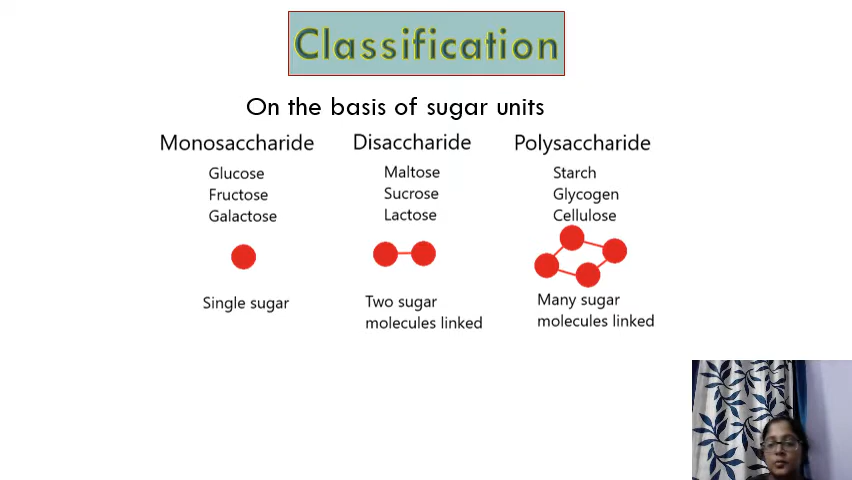 Classification
On the basis of sugar units
Monosaccharide
Glucose
Fructose
Galactose
Single sugar
Disaccharide
Maltose
Sucrose
Lactose
Two sugar
molecules linked
Polysaccharide
Starch
Glycogen
Cellulose
Many sugar
molecules linked